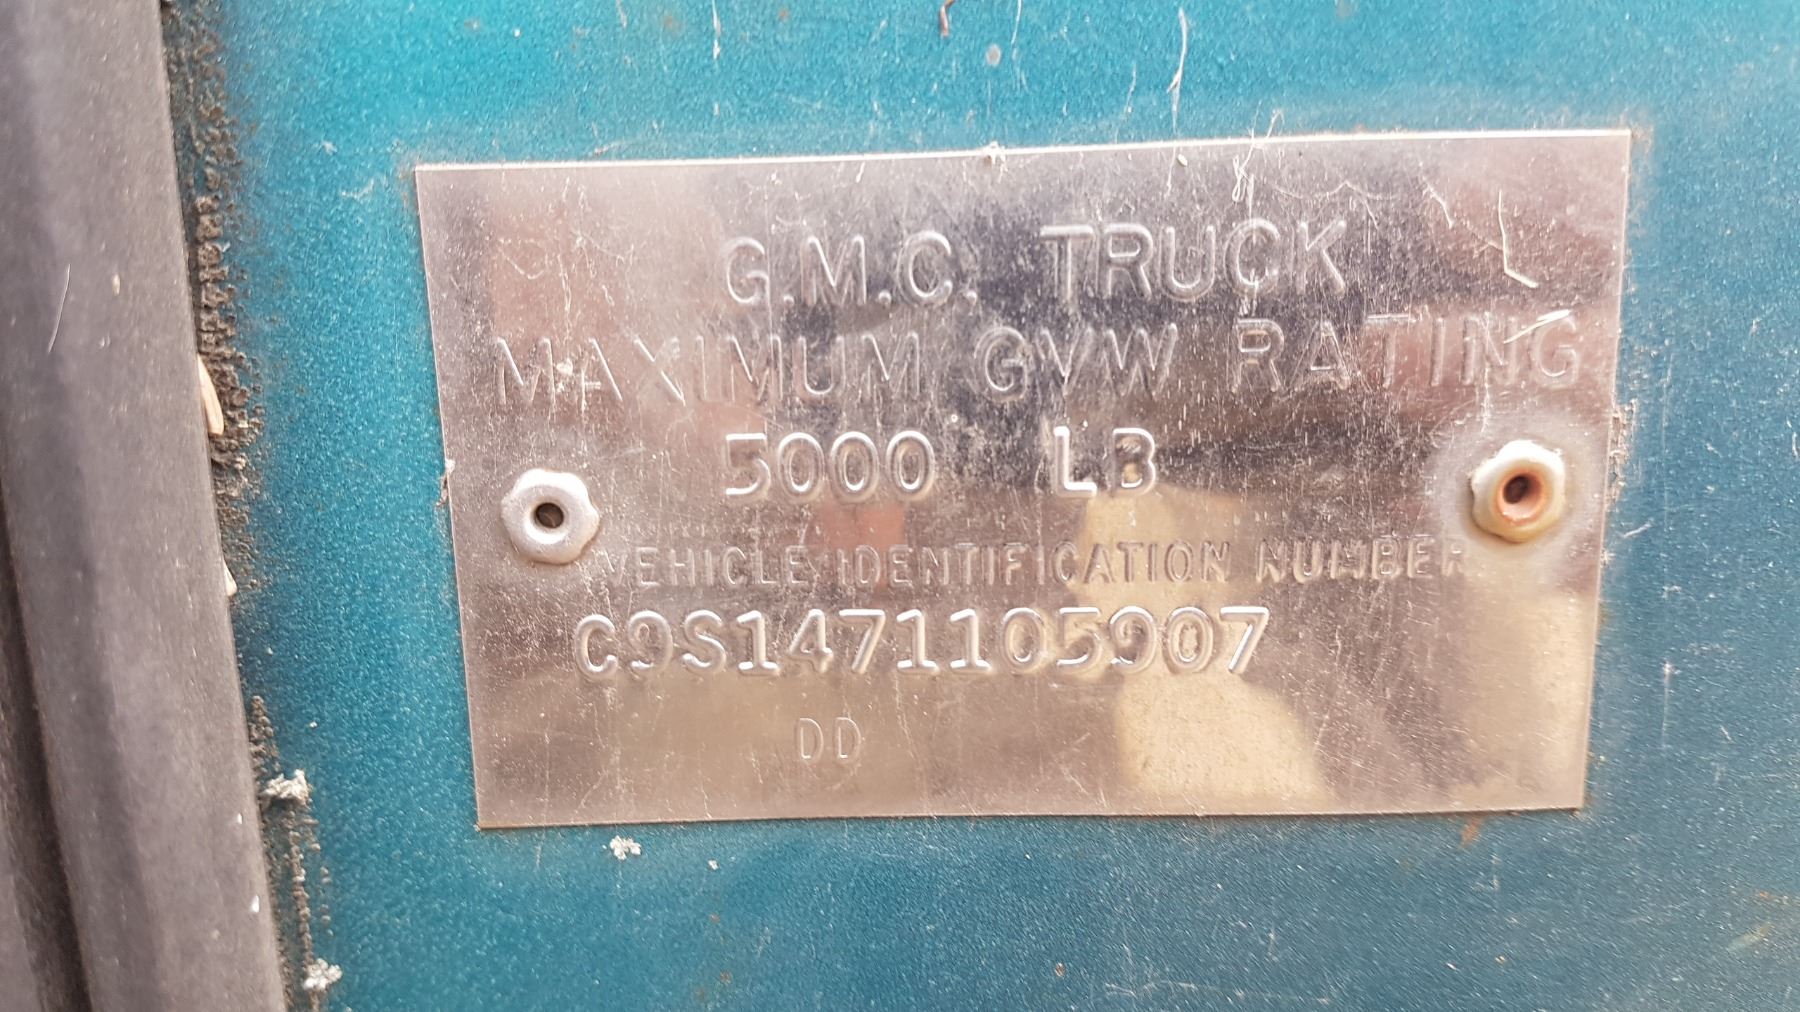 G.M.C. TRUCK
MAXIMUM GVW RATING
5000 LB
VEHICLE IDENTIFICATION NUMBER
C9S1471105907
DD